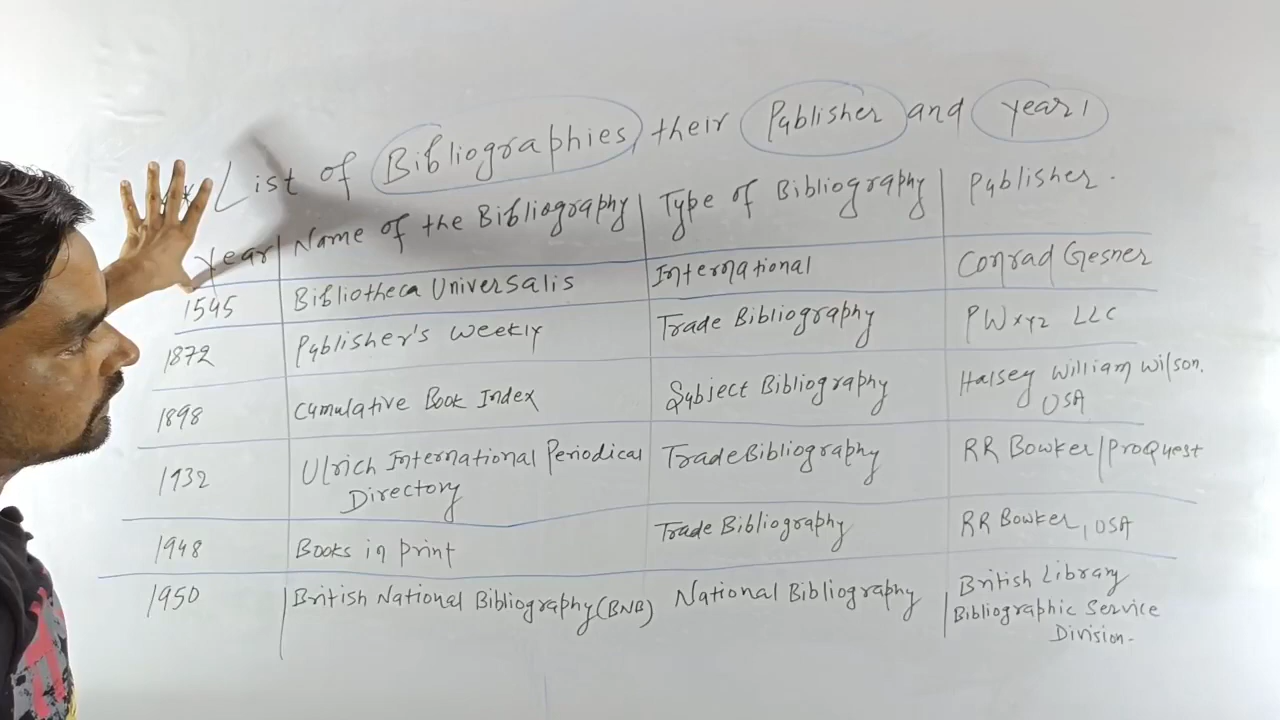 * List of Bibliographies, their Publisher and year!
year Name of the Bibliography Type of Bibliography Publisher.
1545 Bibliotheca Universalis International Conrad Gesner
1872 Publisher's Weekly Trade Bibliography PWxyz LLC
1898 Cumulative Book Index Subject Bibliography Halsey William Wilson.
USA
1932 Ulrich International Periodical Trade Bibliography RR Bowker/ProQuest
Directory
1948 Books in print Trade Bibliography RR Bowker, USA
1950 British National Bibliography (BNB) National Bibliography British Library
Bibliographic Service
Division-